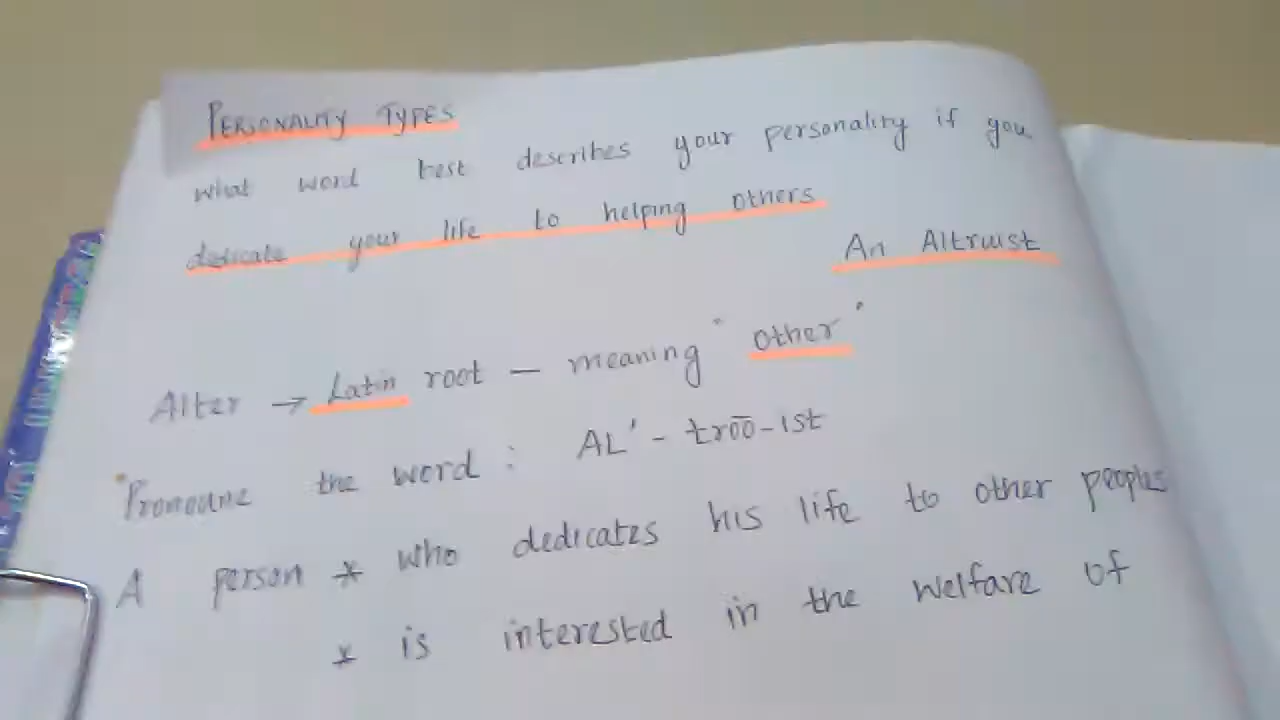 PERSONALITY TYPES
what word best describes your personality if you
dedicate your life to helping others
An Altruist
Alter → Latin root - meaning "other"
Pronounce the word : AL' - trōō-ist
A person * who dedicates his life to other peoples
* is interested in the welfare of